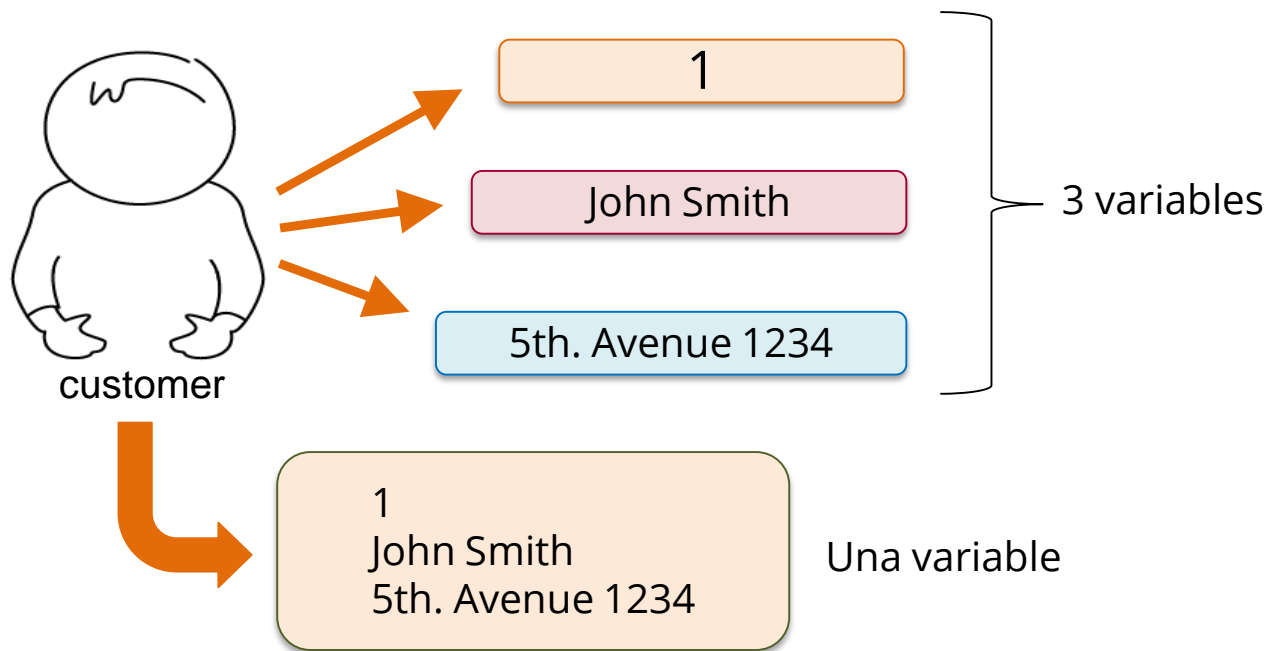 1
John Smith
3 variables
5th. Avenue 1234
customer
1
John Smith
5th. Avenue 1234
Una variable